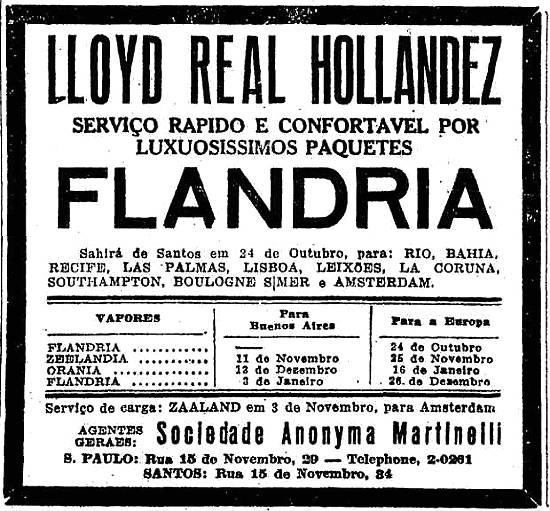 LLOYD REAL HOLLANDEZ
SERVIÇO RAPIDO E CONFORTAVEL POR
LUXUOSISSIMOS PAQUETES
FLANDRIA
Sahirá de Santos em 24 de Outubro, para: RIO, BAHIA,
RECIFE, LAS PALMAS, LISBOA, LEIXÕES, LA CORUNA,
SOUTHAMPTON, BOULOGNE S|MER e AMSTERDAM.
VAPORES Para Buenos Aires Para a Europa
FLANDRIA ............ —— 24 de Outubro
ZEELANDIA ............ 11 de Novembro 25 de Novembro
ORANIA ............ 12 de Dezembro 16 de Janeiro
FLANDRIA ............ 3 de Janeiro 26 de Dezembro
Serviço de carga: ZAALAND em 3 de Novembro, para Amsterdam
AGENTES GERAES: Sociedade Anonyma Martinelli
S. PAULO: Rua 15 de Novembro, 29 — Telephone, 2-0261
SANTOS: Rua 15 de Novembro, 34